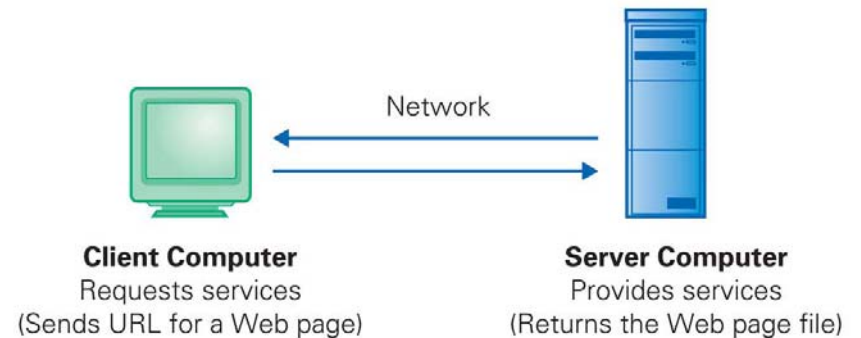 Network
Client Computer
Requests services
(Sends URL for a Web page)
Server Computer
Provides services
(Returns the Web page file)